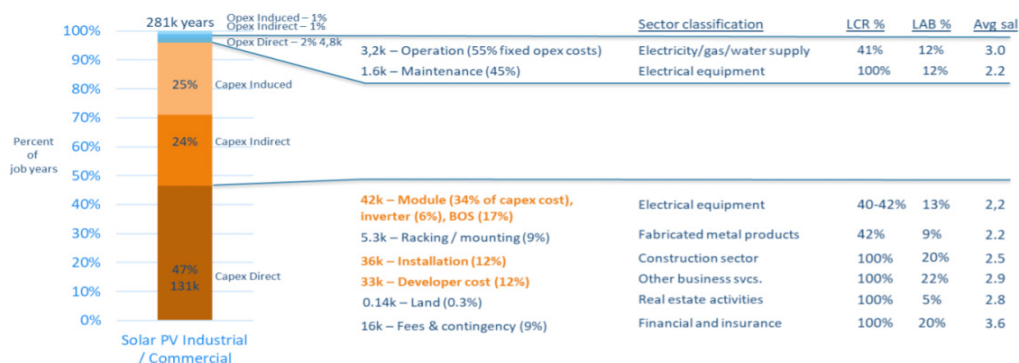 281k years
Opex Induced – 1%
Opex Indirect – 1%
Opex Direct – 2% 4,8k
100%
90%
80%
70%
60%
50%
40%
30%
20%
10%
0%
Percent
of
job years
25%
Capex Induced
24%
Capex Indirect
47%
131k
Capex Direct
Solar PV Industrial
/ Commercial
Sector classification LCR % LAB % Avg sal
3,2k – Operation (55% fixed opex costs) Electricity/gas/water supply 41% 12% 3.0
1.6k – Maintenance (45%) Electrical equipment 100% 12% 2.2
42k – Module (34% of capex cost),
inverter (6%), BOS (17%) Electrical equipment 40-42% 13% 2,2
5.3k – Racking / mounting (9%) Fabricated metal products 42% 9% 2.2
36k – Installation (12%) Construction sector 100% 20% 2.5
33k – Developer cost (12%) Other business svcs. 100% 22% 2.9
0.14k – Land (0.3%) Real estate activities 100% 5% 2.8
16k – Fees & contingency (9%) Financial and insurance 100% 20% 3.6